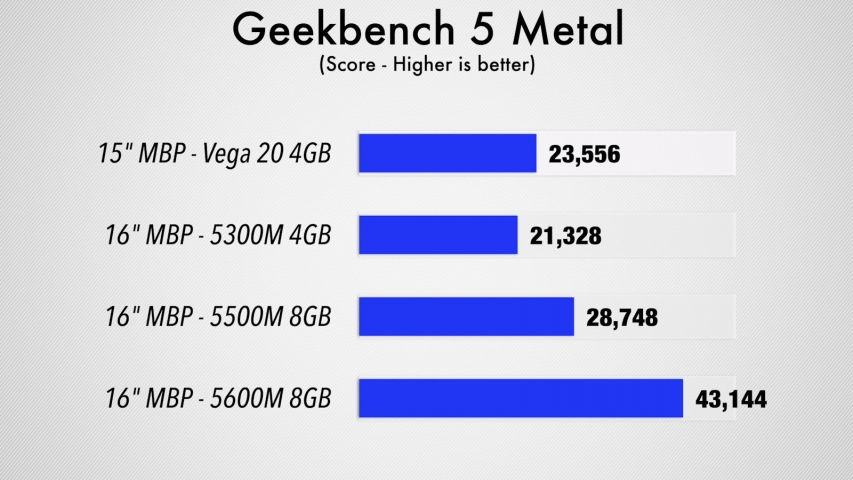 Geekbench 5 Metal
(Score - Higher is better)
15" MBP - Vega 20 4GB 23,556
16" MBP - 5300M 4GB 21,328
16" MBP - 5500M 8GB 28,748
16" MBP - 5600M 8GB 43,144